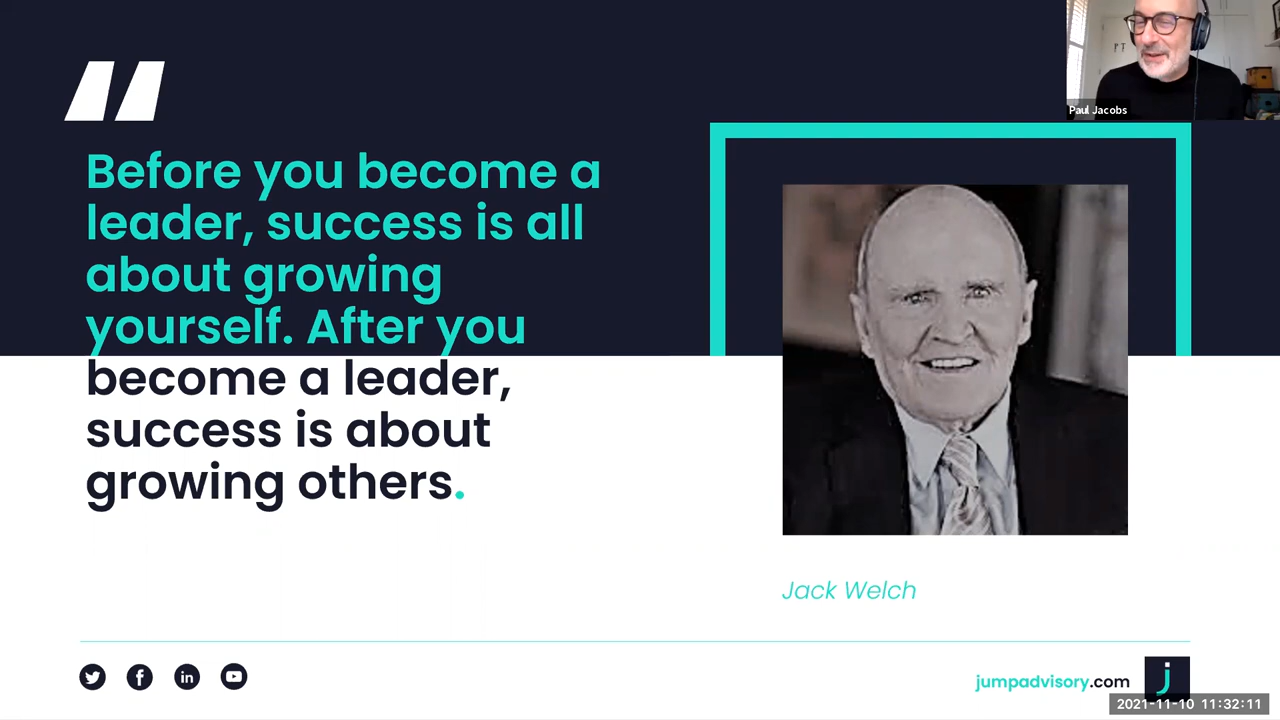 Paul Jacobs
Before you become a
leader, success is all
about growing
yourself. After you
become a leader,
success is about
growing others.
Jack Welch
jumpadvisory.com
2021-11-10 11:32:11